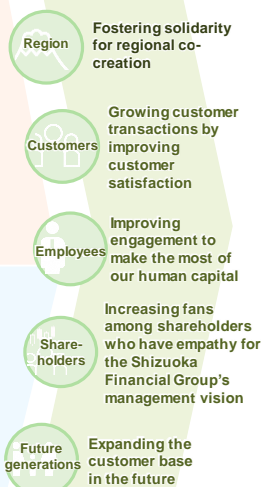 Region
Fostering solidarity
for regional co-
creation
Customers
Growing customer
transactions by
improving
customer
satisfaction
Employees
Improving
engagement to
make the most of
our human capital
Share-
holders
Increasing fans
among shareholders
who have empathy for
the Shizuoka
Financial Group's
management vision
Future
generations
Expanding the
customer base
in the future